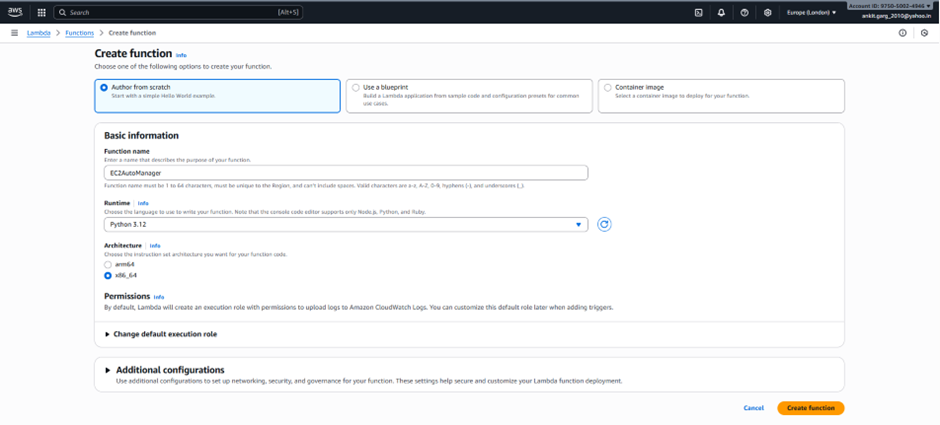 aws
Search [Alt+S]
Europe (London)
Account ID: 9750-5002-4046
ankit.garg_2010@yahoo.in
Lambda > Functions > Create function
Create function Info
Choose one of the following options to create your function.
Author from scratch
Start with a simple Hello World example.
Use a blueprint
Build a Lambda application from sample code and configuration presets for common
use cases.
Container image
Select a container image to deploy for your function.
Basic information
Function name
Enter a name that describes the purpose of your function.
EC2AutoManager
Function name must be 1 to 64 characters, must be unique to the Region, and can't include spaces. Valid characters are a-z, A-Z, 0-9, hyphens (-), and underscores (_).
Runtime Info
Choose the language to use to write your function. Note that the console code editor supports only Node.js, Python, and Ruby.
Python 3.12
Architecture Info
Choose the instruction set architecture you want for your function code.
arm64
x86_64
Permissions Info
By default, Lambda will create an execution role with permissions to upload logs to Amazon CloudWatch Logs. You can customize this default role later when adding triggers.
Change default execution role
Additional configurations
Use additional configurations to set up networking, security, and governance for your function. These settings help secure and customize your Lambda function deployment.
Cancel
Create function